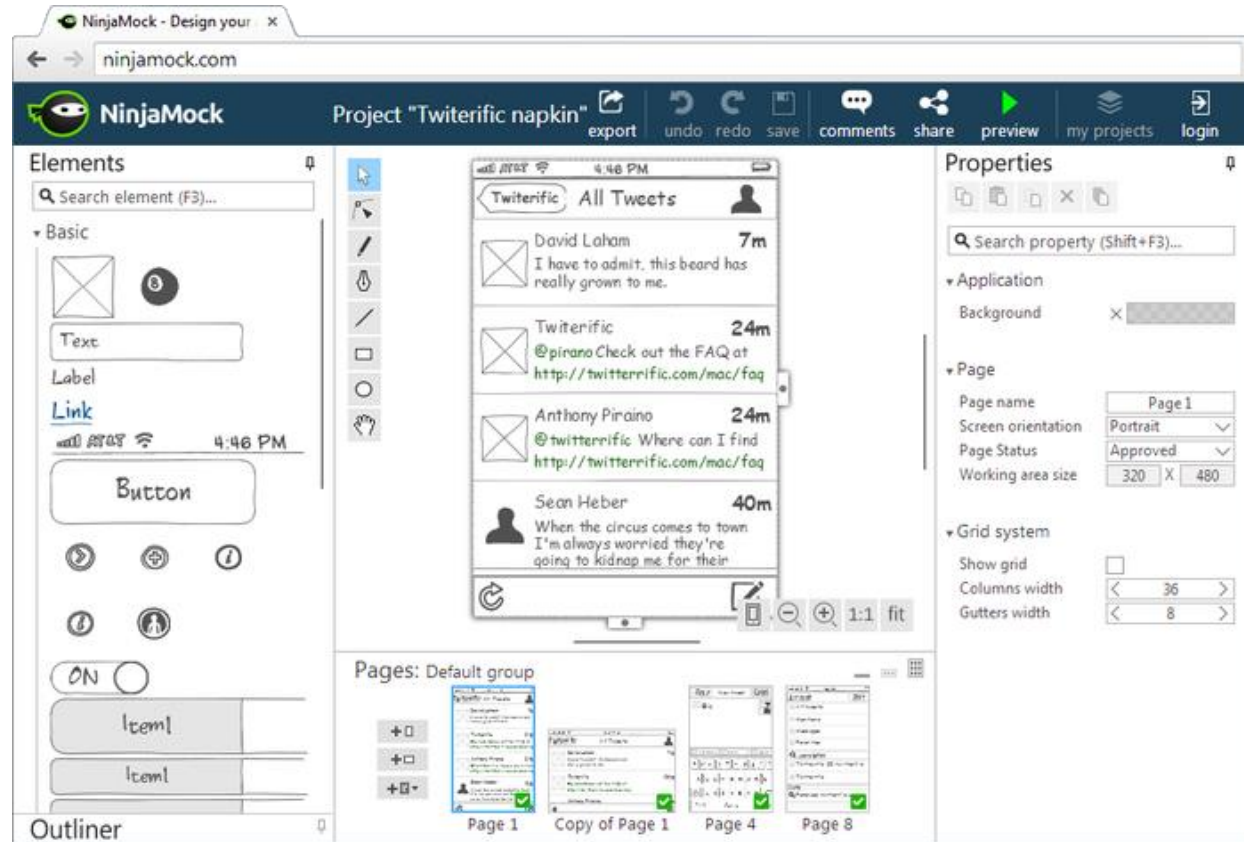 NinjaMock - Design your
ninjamock.com
NinjaMock
Project "Twiterific napkin"
export
undo
redo
save
comments
share
preview
my projects
login
Elements
Search element (F3)...
Basic
8
Text
Label
Link
AT&T 4:46 PM
Button
ON
Item1
Item1
Outliner
AT&T 4:46 PM
Twiterific All Tweets
David Laham 7m
I have to admit, this beard has
really grown to me.
Twiterific 24m
@pirano Check out the FAQ at
http://twitterrific.com/mac/faq
Anthony Piraino 24m
@twitterrific Where can I find
http://twitterrific.com/mac/faq
Sean Heber 40m
When the circus comes to town
I'm always worried they're
going to kidnap me for their
1:1 fit
Pages: Default group
Page 1
Copy of Page 1
Page 4
Page 8
Properties
Search property (Shift+F3)...
Application
Background
Page
Page name Page 1
Screen orientation Portrait
Page Status Approved
Working area size 320 X 480
Grid system
Show grid
Columns width 36
Gutters width 8